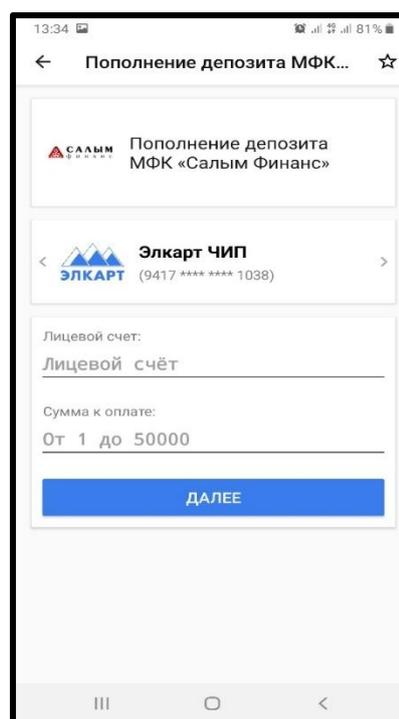 13:34 81%
Пополнение депозита МФК...
САЛЫМ
ФИНАНС
Пополнение депозита
МФК «Салым Финанс»
Элкарт ЧИП
ЭЛКАРТ
(9417 **** **** 1038)
Лицевой счет:
Лицевой счёт
Сумма к оплате:
От 1 до 50000
ДАЛЕЕ